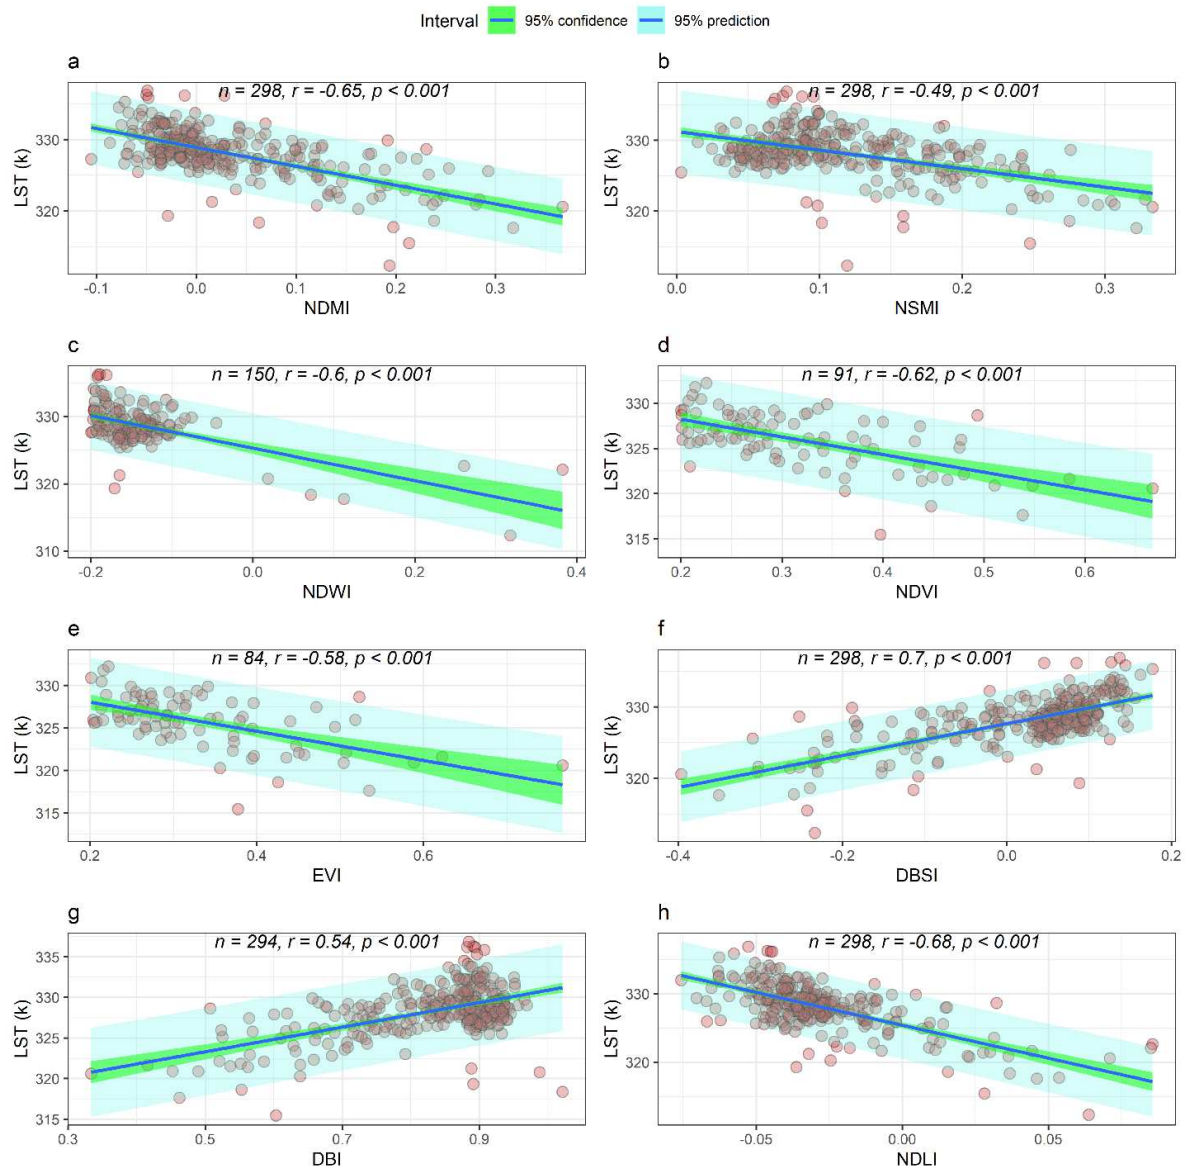 Interval 95% confidence 95% prediction
a
n = 298, r = -0.65, p < 0.001
330
320
LST (k)
-0.1 0.0 0.1 0.2 0.3
NDMI
b
n = 298, r = -0.49, p < 0.001
330
320
LST (k)
0.0 0.1 0.2 0.3
NSMI
c
n = 150, r = -0.6, p < 0.001
330
320
310
LST (k)
-0.2 0.0 0.2 0.4
NDWI
d
n = 91, r = -0.62, p < 0.001
330
325
320
315
LST (k)
0.2 0.3 0.4 0.5 0.6
NDVI
e
n = 84, r = -0.58, p < 0.001
330
325
320
315
LST (k)
0.2 0.4 0.6
EVI
f
n = 298, r = 0.7, p < 0.001
330
320
LST (k)
-0.4 -0.2 0.0 0.2
DBSI
g
n = 294, r = 0.54, p < 0.001
335
330
325
320
315
LST (k)
0.3 0.5 0.7 0.9
DBI
h
n = 298, r = -0.68, p < 0.001
330
320
LST (k)
-0.05 0.00 0.05
NDLI